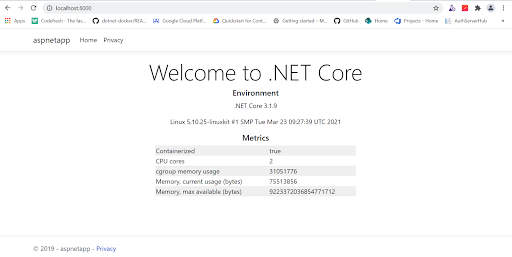 localhost:8000
Apps
Codefresh - The fas...
dotnet-docker/REA...
Google Cloud Platf...
Quickstart for Cont...
Getting started – M...
GitHub
Home
Projects - Home
AuthServerHub
aspnetapp Home Privacy
Welcome to .NET Core
Environment
.NET Core 3.1.9
Linux 5.10.25-linuxkit #1 SMP Tue Mar 23 09:27:39 UTC 2021
Metrics
Containerized true
CPU cores 2
cgroup memory usage 31051776
Memory, current usage (bytes) 75513856
Memory, max available (bytes) 9223372036854771712
© 2019 - aspnetapp - Privacy